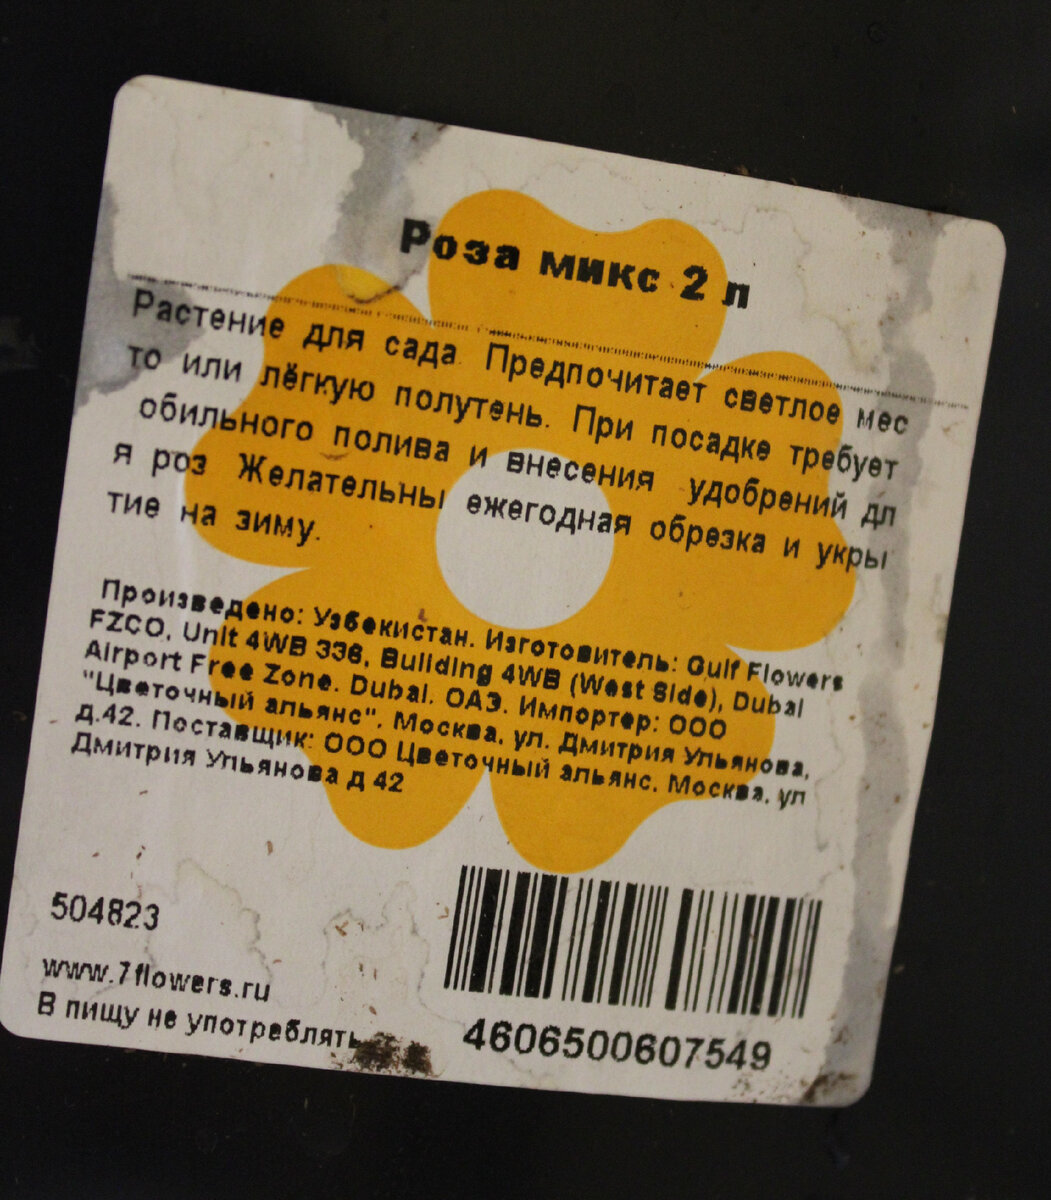 Роза микс 2 л
Растение для сада. Предпочитает светлое мес
то или лёгкую полутень. При посадке требует
обильного полива и внесения удобрений дл
я роз. Желательны ежегодная обрезка и укры
тие на зиму.
Произведено: Узбекистан. Изготовитель: Gulf Flowers
FZCO, Unit 4WB 336, Building 4WB (West Side), Dubai
Airport Free Zone. Dubai. ОАЭ. Импортер: ООО
"Цветочный альянс". Москва, ул. Дмитрия Ульянова,
д.42. Поставщик: ООО Цветочный альянс. Москва, ул
Дмитрия Ульянова д 42
504823
www.7flowers.ru
В пищу не употреблять
4606500607549